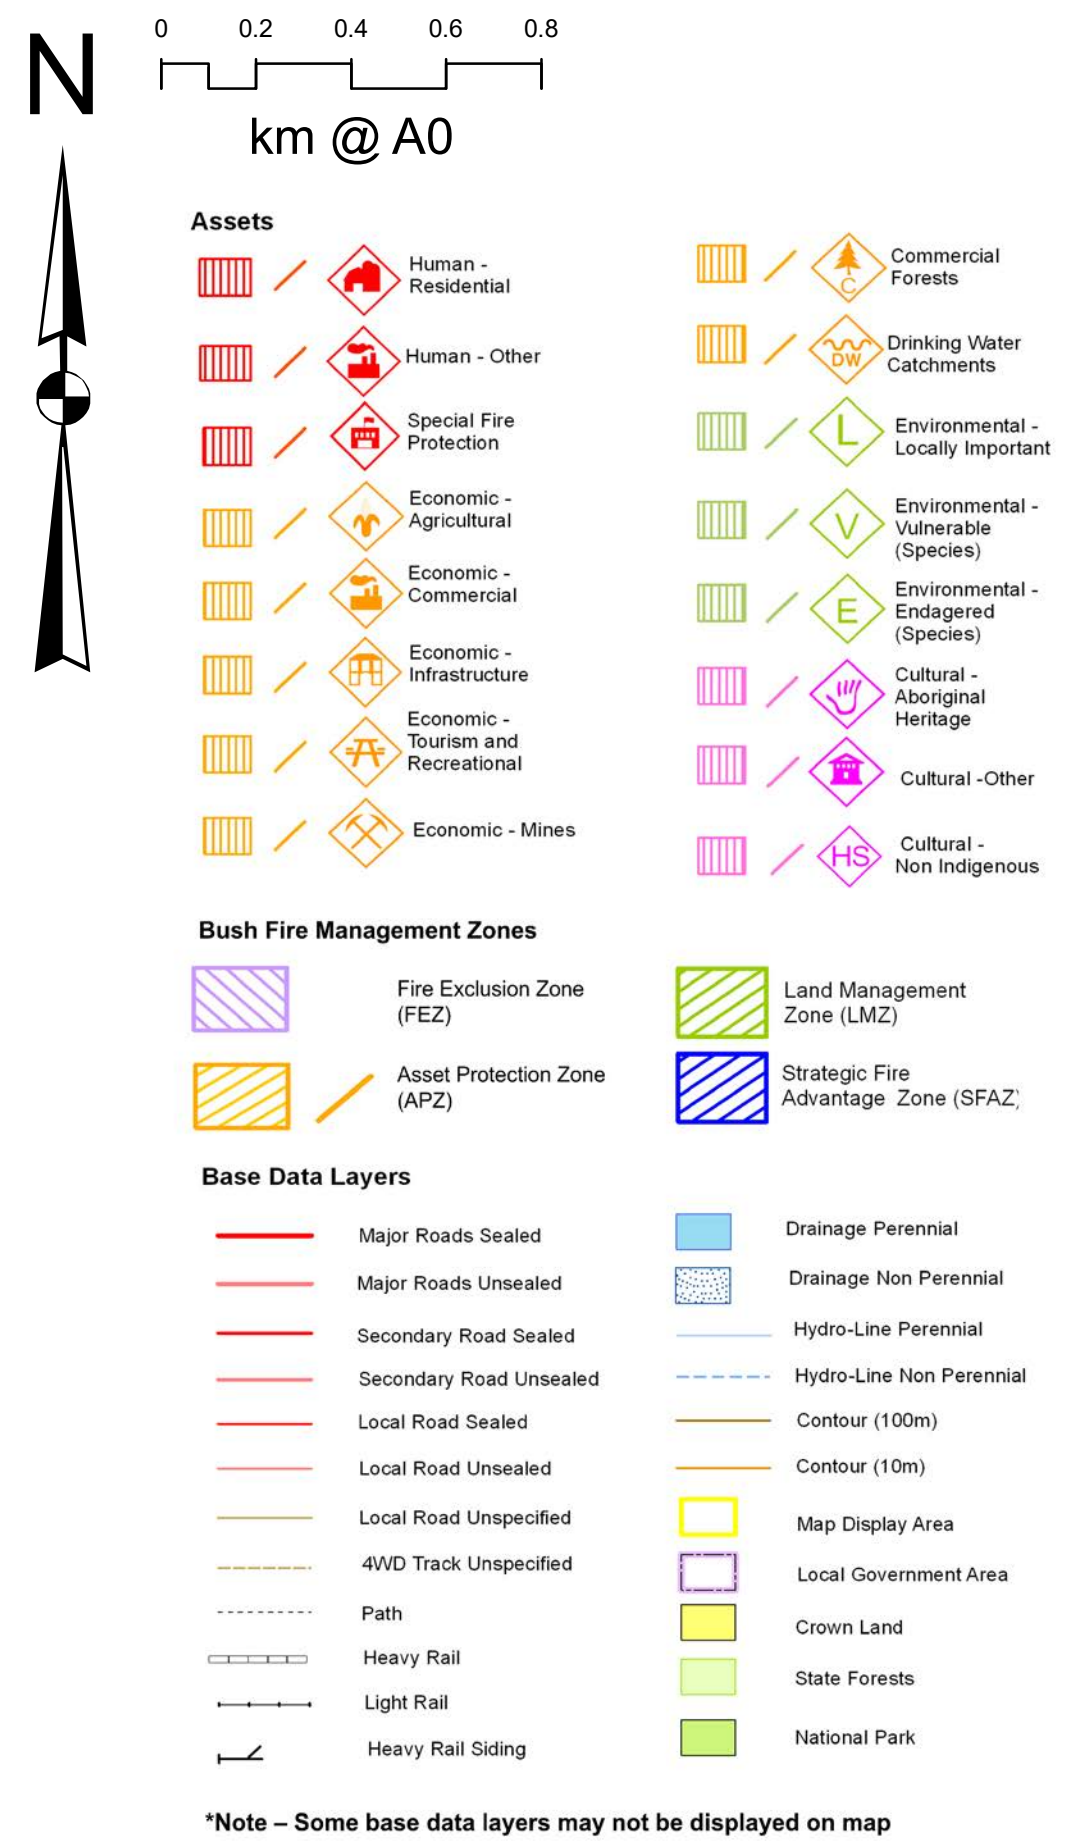 N
0 0.2 0.4 0.6 0.8
km @ A0
Assets
Human -
Residential
Human - Other
Special Fire
Protection
Economic -
Agricultural
Economic -
Commercial
Economic -
Infrastructure
Economic -
Tourism and
Recreational
Economic - Mines
C
Commercial
Forests
DW
Drinking Water
Catchments
L
Environmental -
Locally Important
V
Environmental -
Vulnerable
(Species)
E
Environmental -
Endagered
(Species)
Cultural -
Aboriginal
Heritage
Cultural -Other
HS
Cultural -
Non Indigenous
Bush Fire Management Zones
Fire Exclusion Zone
(FEZ)
Asset Protection Zone
(APZ)
Land Management
Zone (LMZ)
Strategic Fire
Advantage Zone (SFAZ)
Base Data Layers
Major Roads Sealed
Major Roads Unsealed
Secondary Road Sealed
Secondary Road Unsealed
Local Road Sealed
Local Road Unsealed
Local Road Unspecified
4WD Track Unspecified
Path
Heavy Rail
Light Rail
Heavy Rail Siding
Drainage Perennial
Drainage Non Perennial
Hydro-Line Perennial
Hydro-Line Non Perennial
Contour (100m)
Contour (10m)
Map Display Area
Local Government Area
Crown Land
State Forests
National Park
*Note – Some base data layers may not be displayed on map